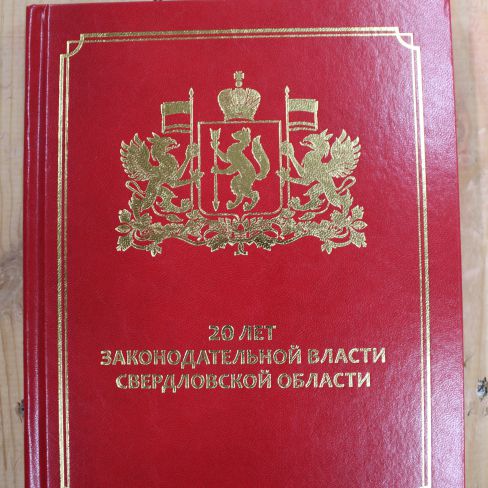 20 ЛЕТ
ЗАКОНОДАТЕЛЬНОЙ ВЛАСТИ
СВЕРДЛОВСКОЙ ОБЛАСТИ